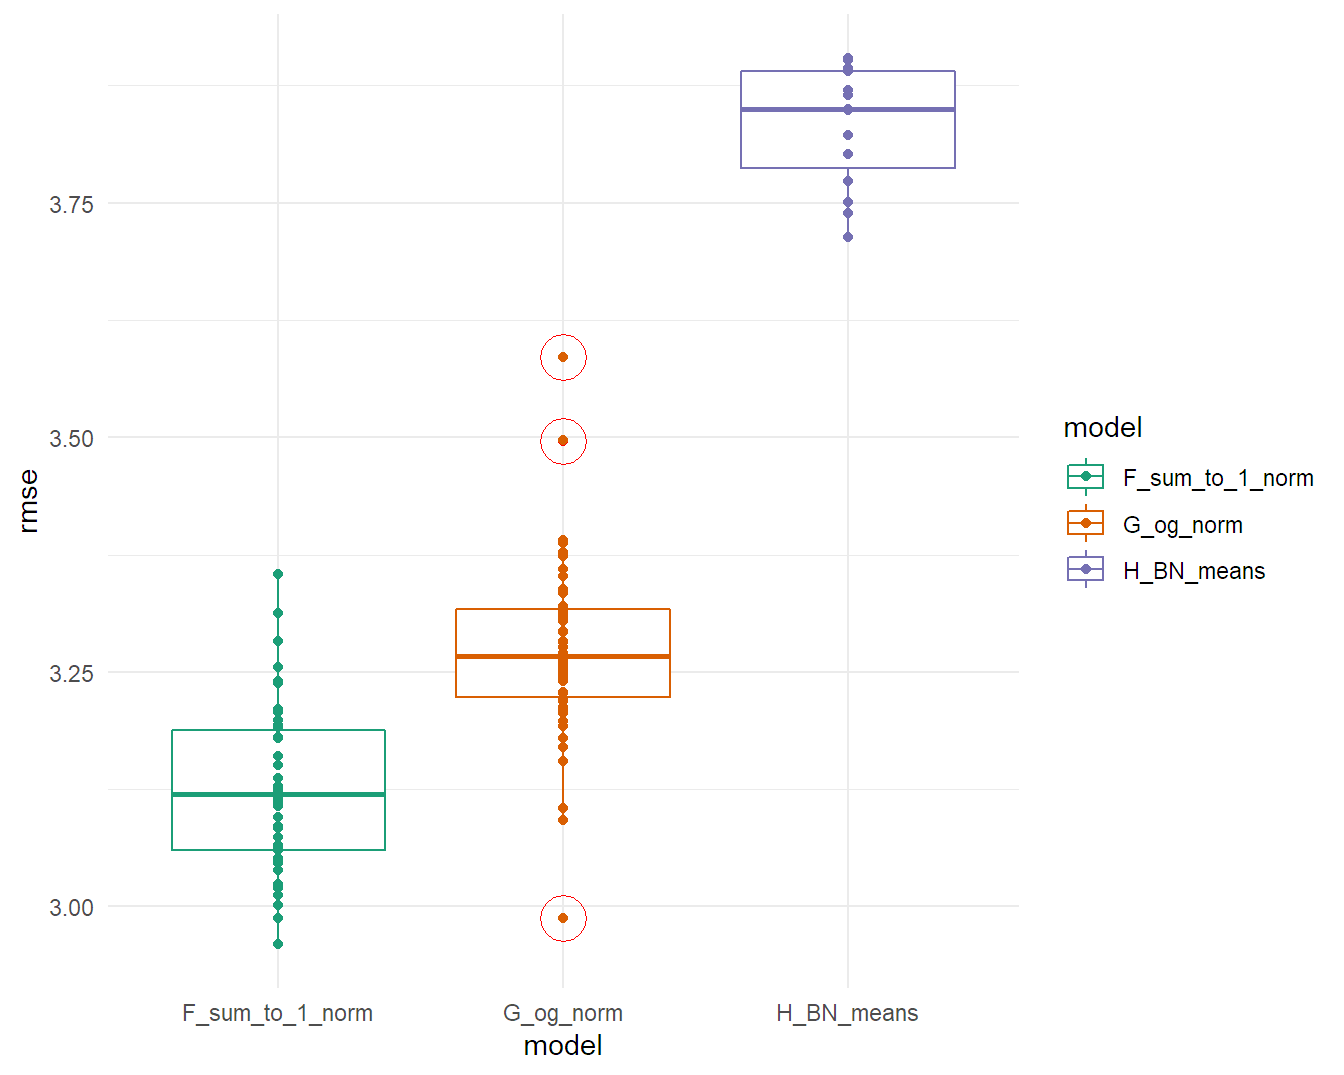 3.75
3.50
3.25
3.00
rmse
F_sum_to_1_norm
G_og_norm
H_BN_means
model
model
F_sum_to_1_norm
G_og_norm
H_BN_means